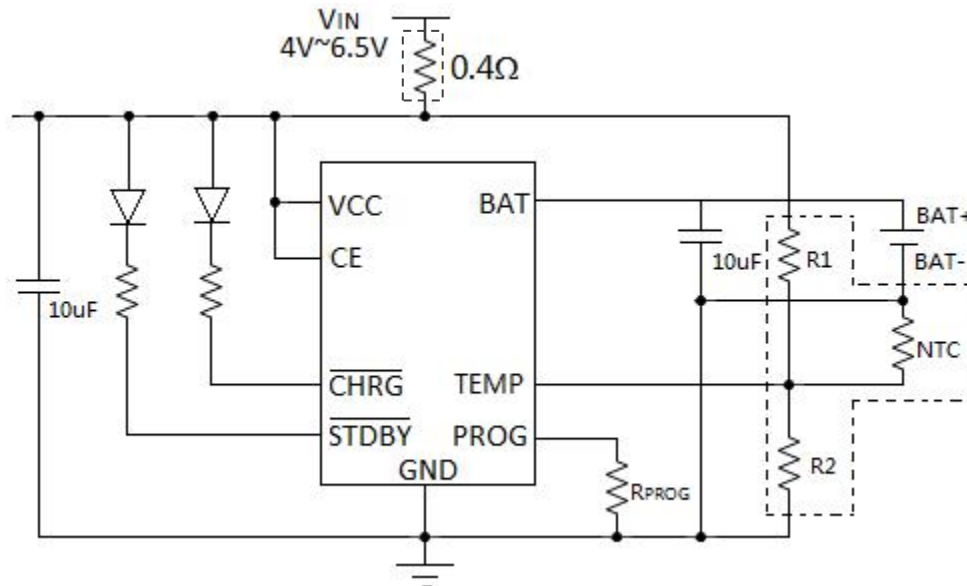 VIN
4V~6.5V
0.4Ω
VCC
BAT
BAT+
CE
10uF
R1
BAT-
10uF
NTC
CHRG
TEMP
STDBY
PROG
R2
GND
RPROG